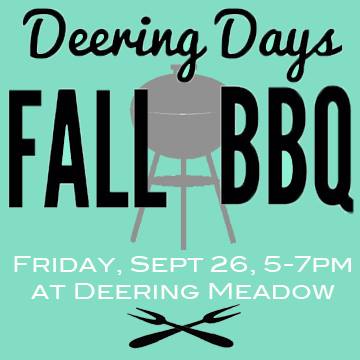 Deering Days
FALL BBQ
Friday, Sept 26, 5-7pm
at Deering Meadow